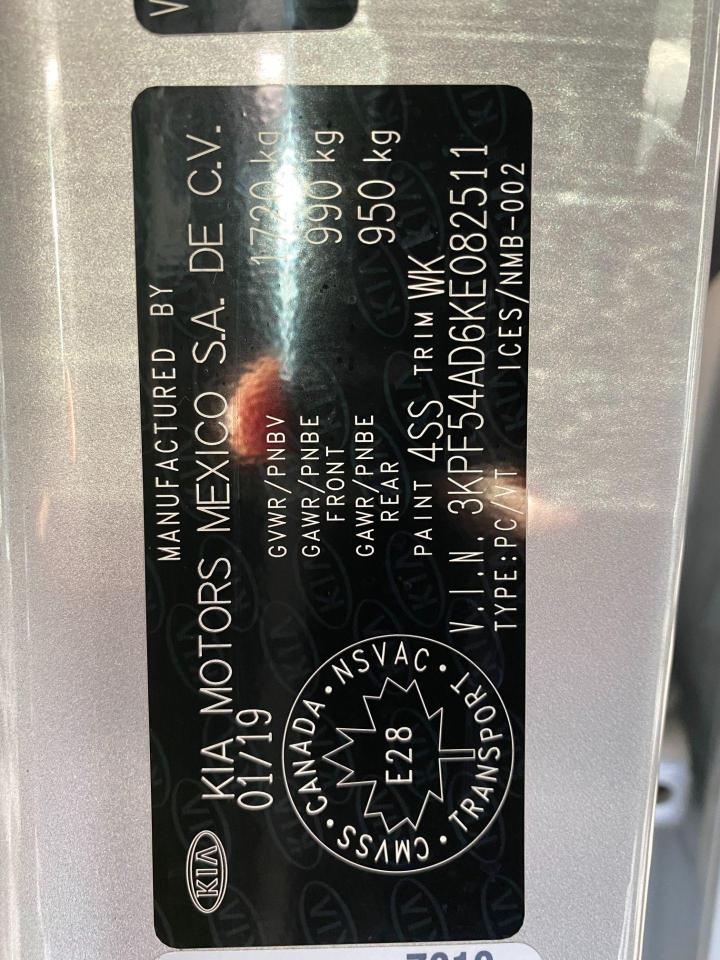 KIA
MANUFACTURED BY
KIA MOTORS MEXICO S.A. DE C.V.
01/19
GVWR/PNBV 1720 kg
GAWR/PNBE 990 kg
FRONT
GAWR/PNBE 950 kg
REAR
PAINT 4SS TRIM WK
V.I.N. 3KPF54AD6KE082511
TYPE:PC/VT ICES/NMB-002
CANADA • NSVAC • TRANSPORT • CMVSS •
E28